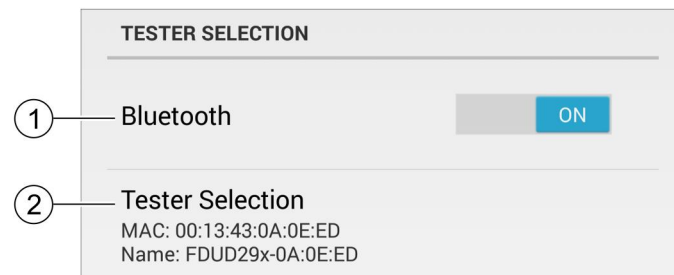 TESTER SELECTION
1
Bluetooth
ON
2
Tester Selection
MAC: 00:13:43:0A:0E:ED
Name: FDUD29x-0A:0E:ED